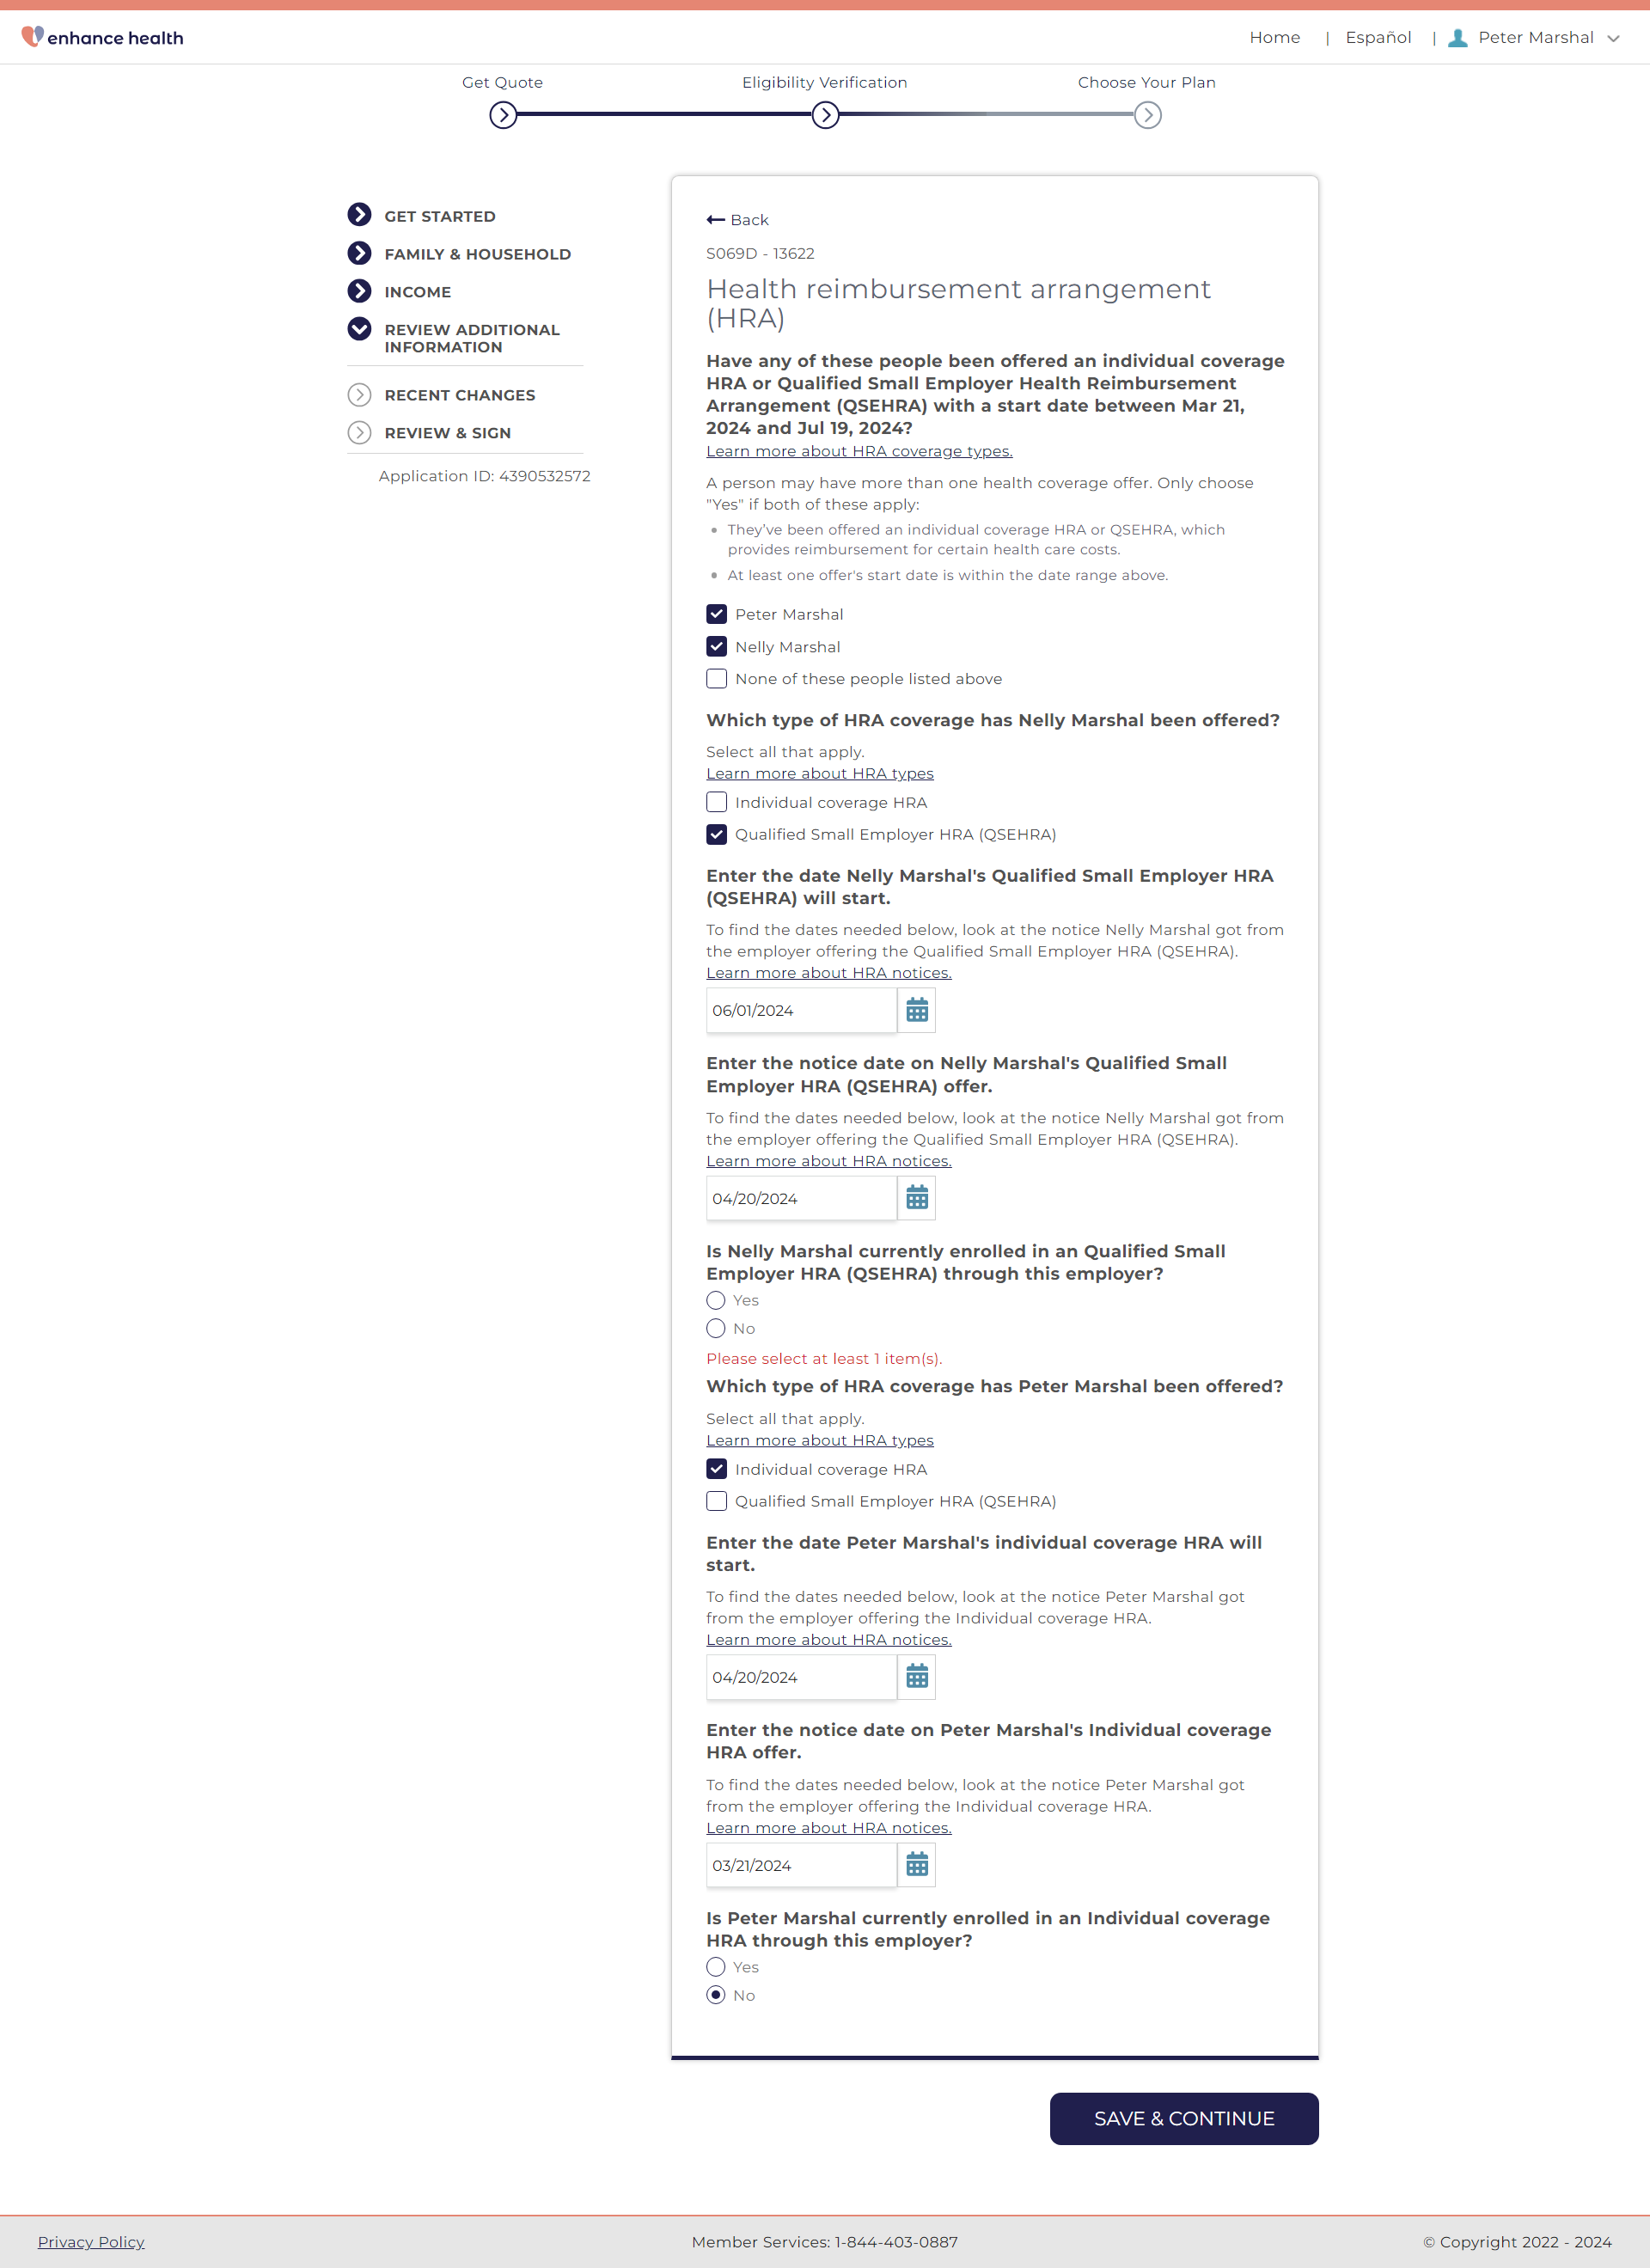 enhance health
Home | Español | Peter Marshal
Get Quote
Eligibility Verification
Choose Your Plan
GET STARTED
FAMILY & HOUSEHOLD
INCOME
REVIEW ADDITIONAL
INFORMATION
RECENT CHANGES
REVIEW & SIGN
Application ID: 4390532572
Back
S069D - 13622
Health reimbursement arrangement
(HRA)
Have any of these people been offered an individual coverage
HRA or Qualified Small Employer Health Reimbursement
Arrangement (QSEHRA) with a start date between Mar 21,
2024 and Jul 19, 2024?
Learn more about HRA coverage types.
A person may have more than one health coverage offer. Only choose
"Yes" if both of these apply:
• They've been offered an individual coverage HRA or QSEHRA, which
provides reimbursement for certain health care costs.
• At least one offer's start date is within the date range above.
Peter Marshal
Nelly Marshal
None of these people listed above
Which type of HRA coverage has Nelly Marshal been offered?
Select all that apply.
Learn more about HRA types
Individual coverage HRA
Qualified Small Employer HRA (QSEHRA)
Enter the date Nelly Marshal's Qualified Small Employer HRA
(QSEHRA) will start.
To find the dates needed below, look at the notice Nelly Marshal got from
the employer offering the Qualified Small Employer HRA (QSEHRA).
Learn more about HRA notices.
06/01/2024
Enter the notice date on Nelly Marshal's Qualified Small
Employer HRA (QSEHRA) offer.
To find the dates needed below, look at the notice Nelly Marshal got from
the employer offering the Qualified Small Employer HRA (QSEHRA).
Learn more about HRA notices.
04/20/2024
Is Nelly Marshal currently enrolled in an Qualified Small
Employer HRA (QSEHRA) through this employer?
Yes
No
Please select at least 1 item(s).
Which type of HRA coverage has Peter Marshal been offered?
Select all that apply.
Learn more about HRA types
Individual coverage HRA
Qualified Small Employer HRA (QSEHRA)
Enter the date Peter Marshal's individual coverage HRA will
start.
To find the dates needed below, look at the notice Peter Marshal got
from the employer offering the Individual coverage HRA.
Learn more about HRA notices.
04/20/2024
Enter the notice date on Peter Marshal's Individual coverage
HRA offer.
To find the dates needed below, look at the notice Peter Marshal got
from the employer offering the Individual coverage HRA.
Learn more about HRA notices.
03/21/2024
Is Peter Marshal currently enrolled in an Individual coverage
HRA through this employer?
Yes
No
SAVE & CONTINUE
Privacy Policy
Member Services: 1-844-403-0887
© Copyright 2022 - 2024